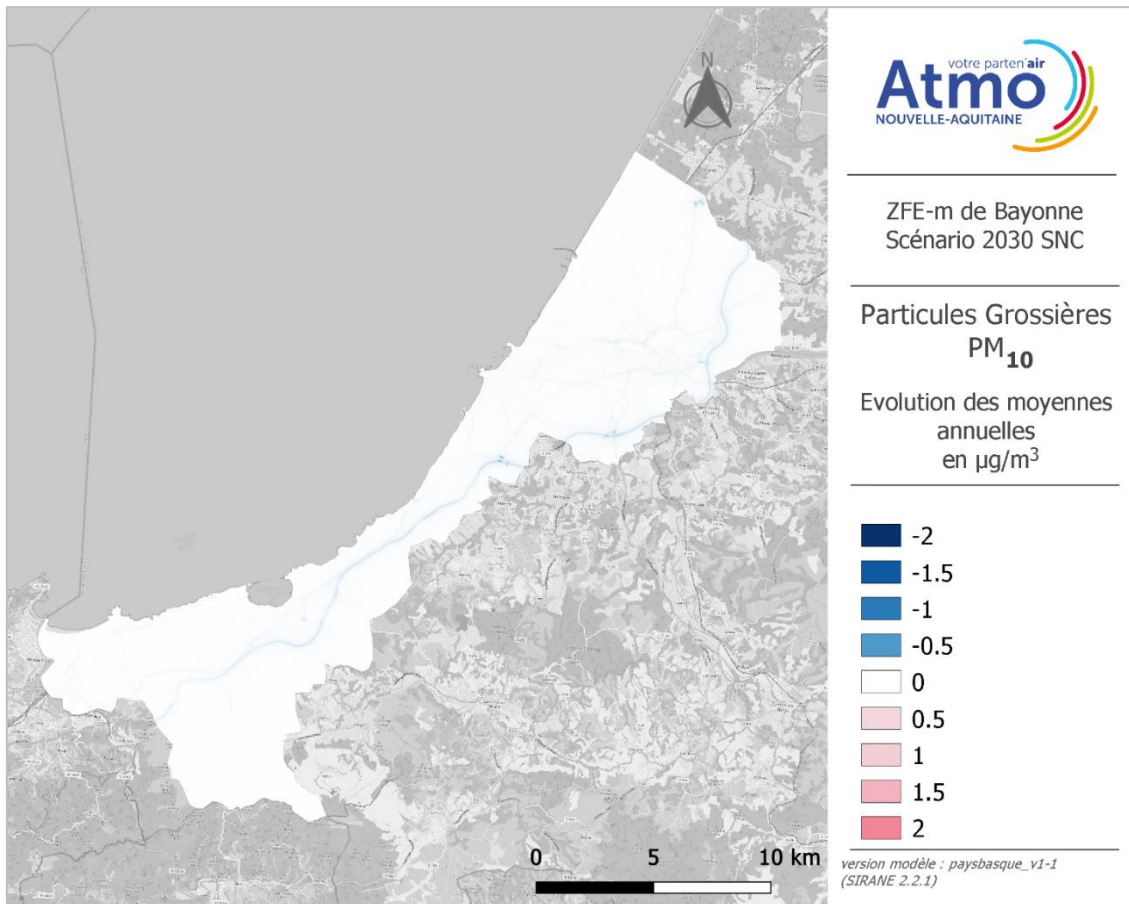 N
votre parten'air
Atmo
NOUVELLE-AQUITAINE
ZFE-m de Bayonne
Scénario 2030 SNC
Particules Grossières
PM10
Evolution des moyennes
annuelles
en µg/m³
-2
-1.5
-1
-0.5
0
0.5
1
1.5
2
0 5 10 km
version modèle : paysbasque_v1-1
(SIRANE 2.2.1)